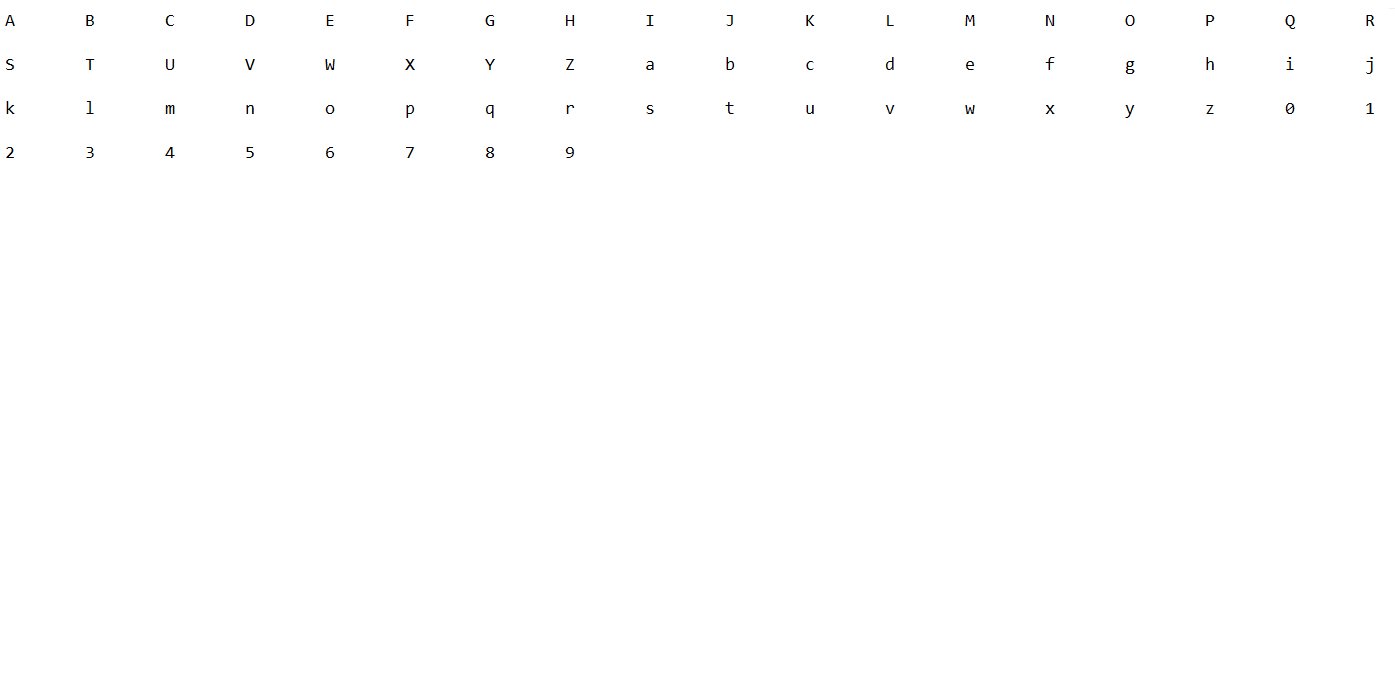 A B C D E F G H I J K L M N O P Q R
S T U V W X Y Z a b c d e f g h i j
k l m n o p q r s t u v w x y z 0 1
2 3 4 5 6 7 8 9